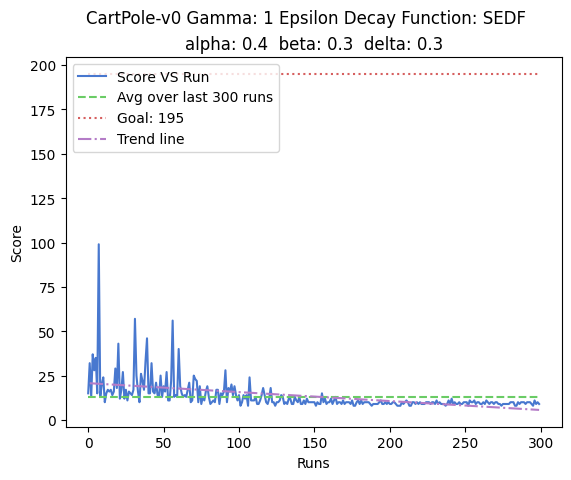 CartPole-v0 Gamma: 1 Epsilon Decay Function: SEDF
alpha: 0.4 beta: 0.3 delta: 0.3
Score VS Run
Avg over last 300 runs
Goal: 195
Trend line
200
175
150
125
100
75
50
25
0
Score
0
50
100
150
200
250
300
Runs